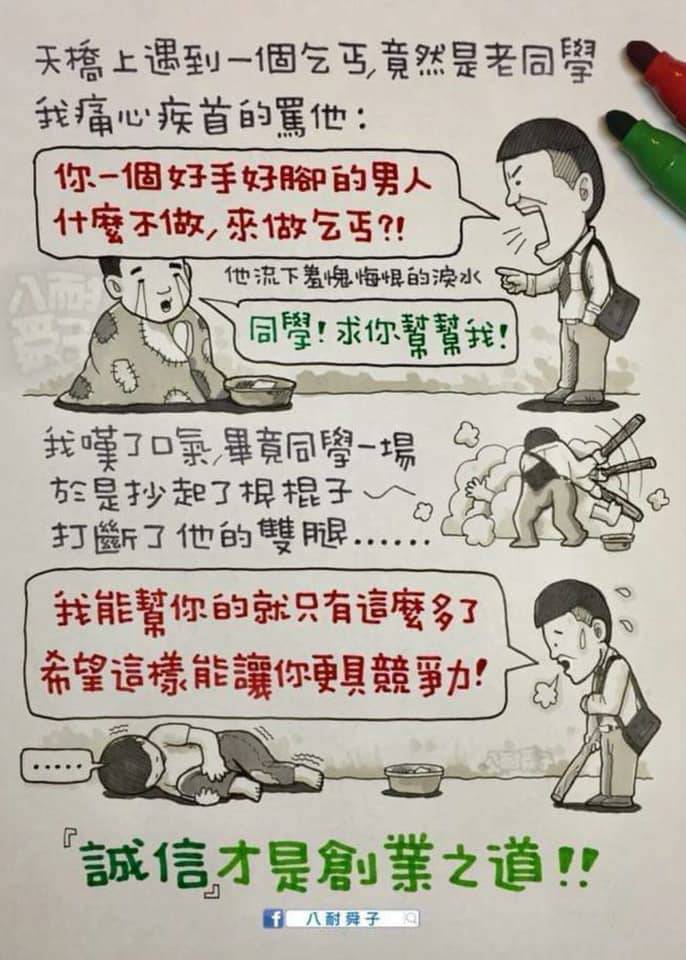 天橋上遇到一個乞丐,竟然是老同學
我痛心疾首的罵他:
你一個好手好腳的男人
什麼不做,來做乞丐?!
他流下羞愧悔恨的淚水
同學!求你幫幫我!
我嘆了口氣,畢竟同學一場
於是抄起了棍棍子
打斷了他的雙腿......
我能幫你的就只有這麼多了
希望這樣能讓你更具競爭力!
.....
『誠信』才是創業之道!!
f 八耐舜子
八耐舜子